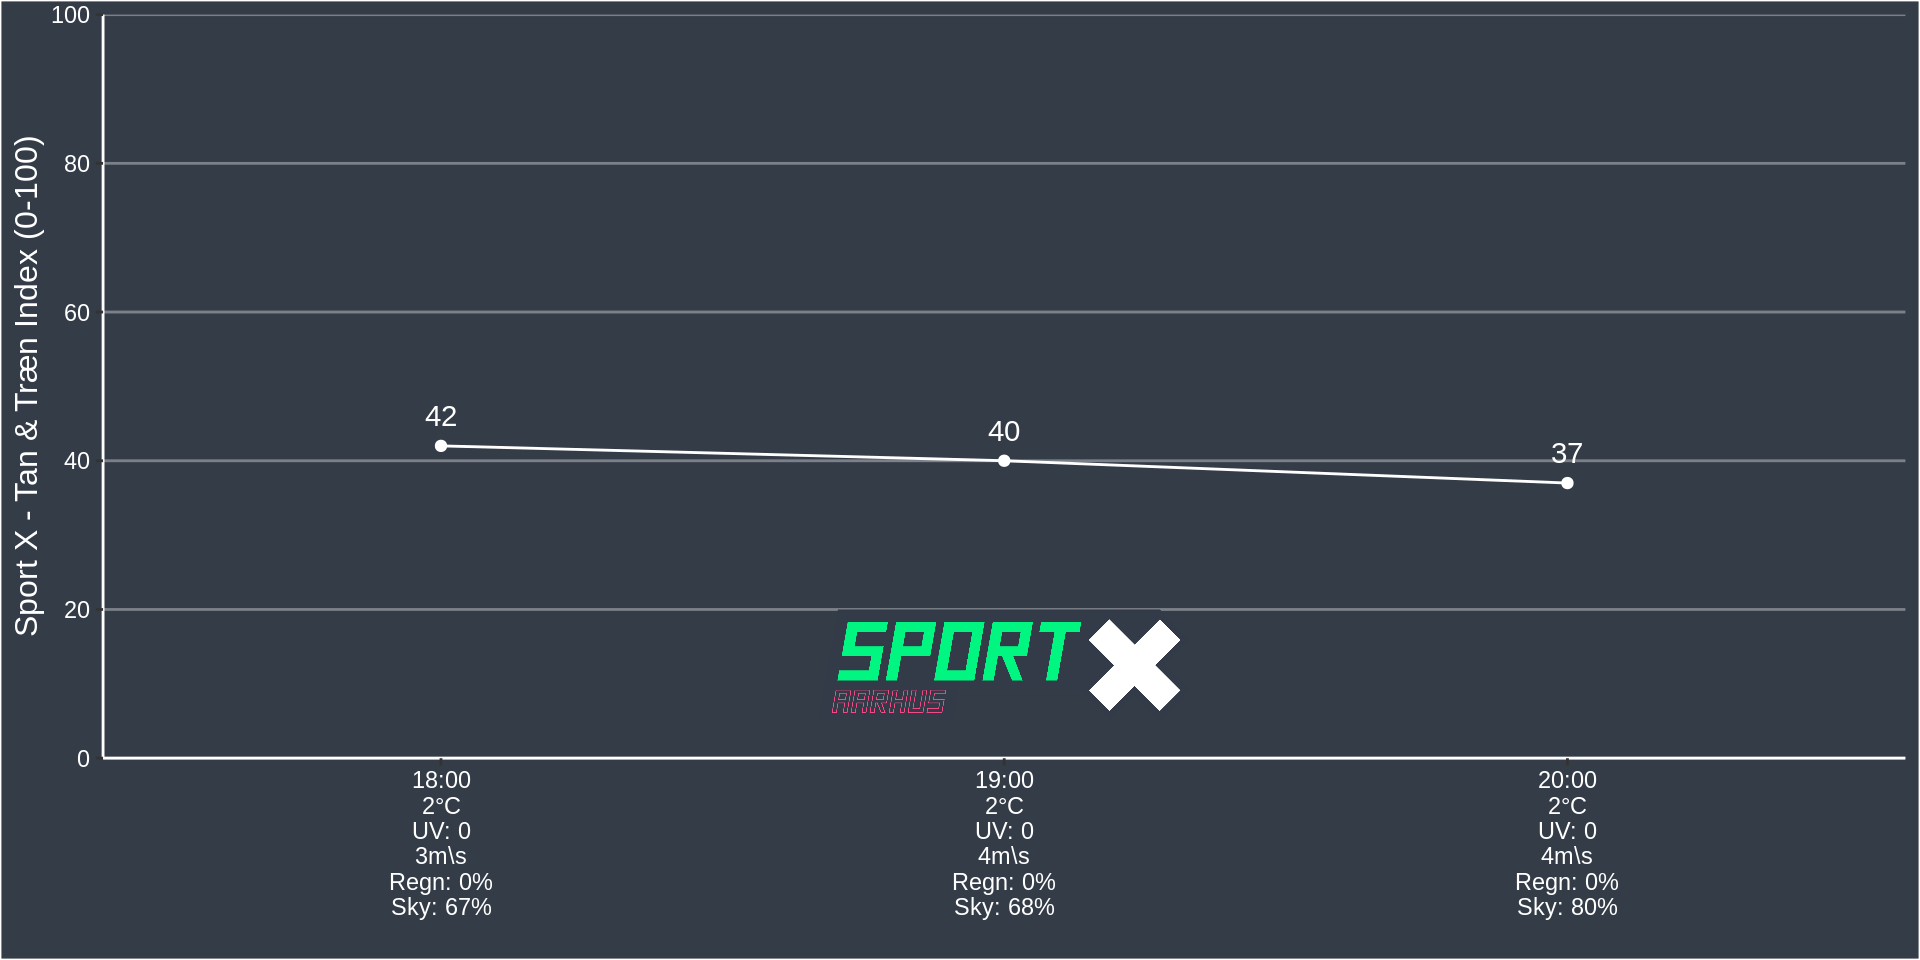 Sport X - Tan & Træn Index (0-100)
100
80
60
40
20
0
42
40
37
SPORT X
AARHUS
18:00
2°C
UV: 0
3m\s
Regn: 0%
Sky: 67%
19:00
2°C
UV: 0
4m\s
Regn: 0%
Sky: 68%
20:00
2°C
UV: 0
4m\s
Regn: 0%
Sky: 80%